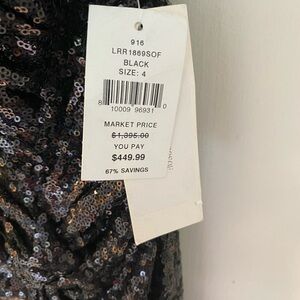 916
LRR1869SOF
BLACK
SIZE: 4
8 10009 96931 0
MARKET PRICE
$1,395.00
YOU PAY
$449.99
67% SAVINGS